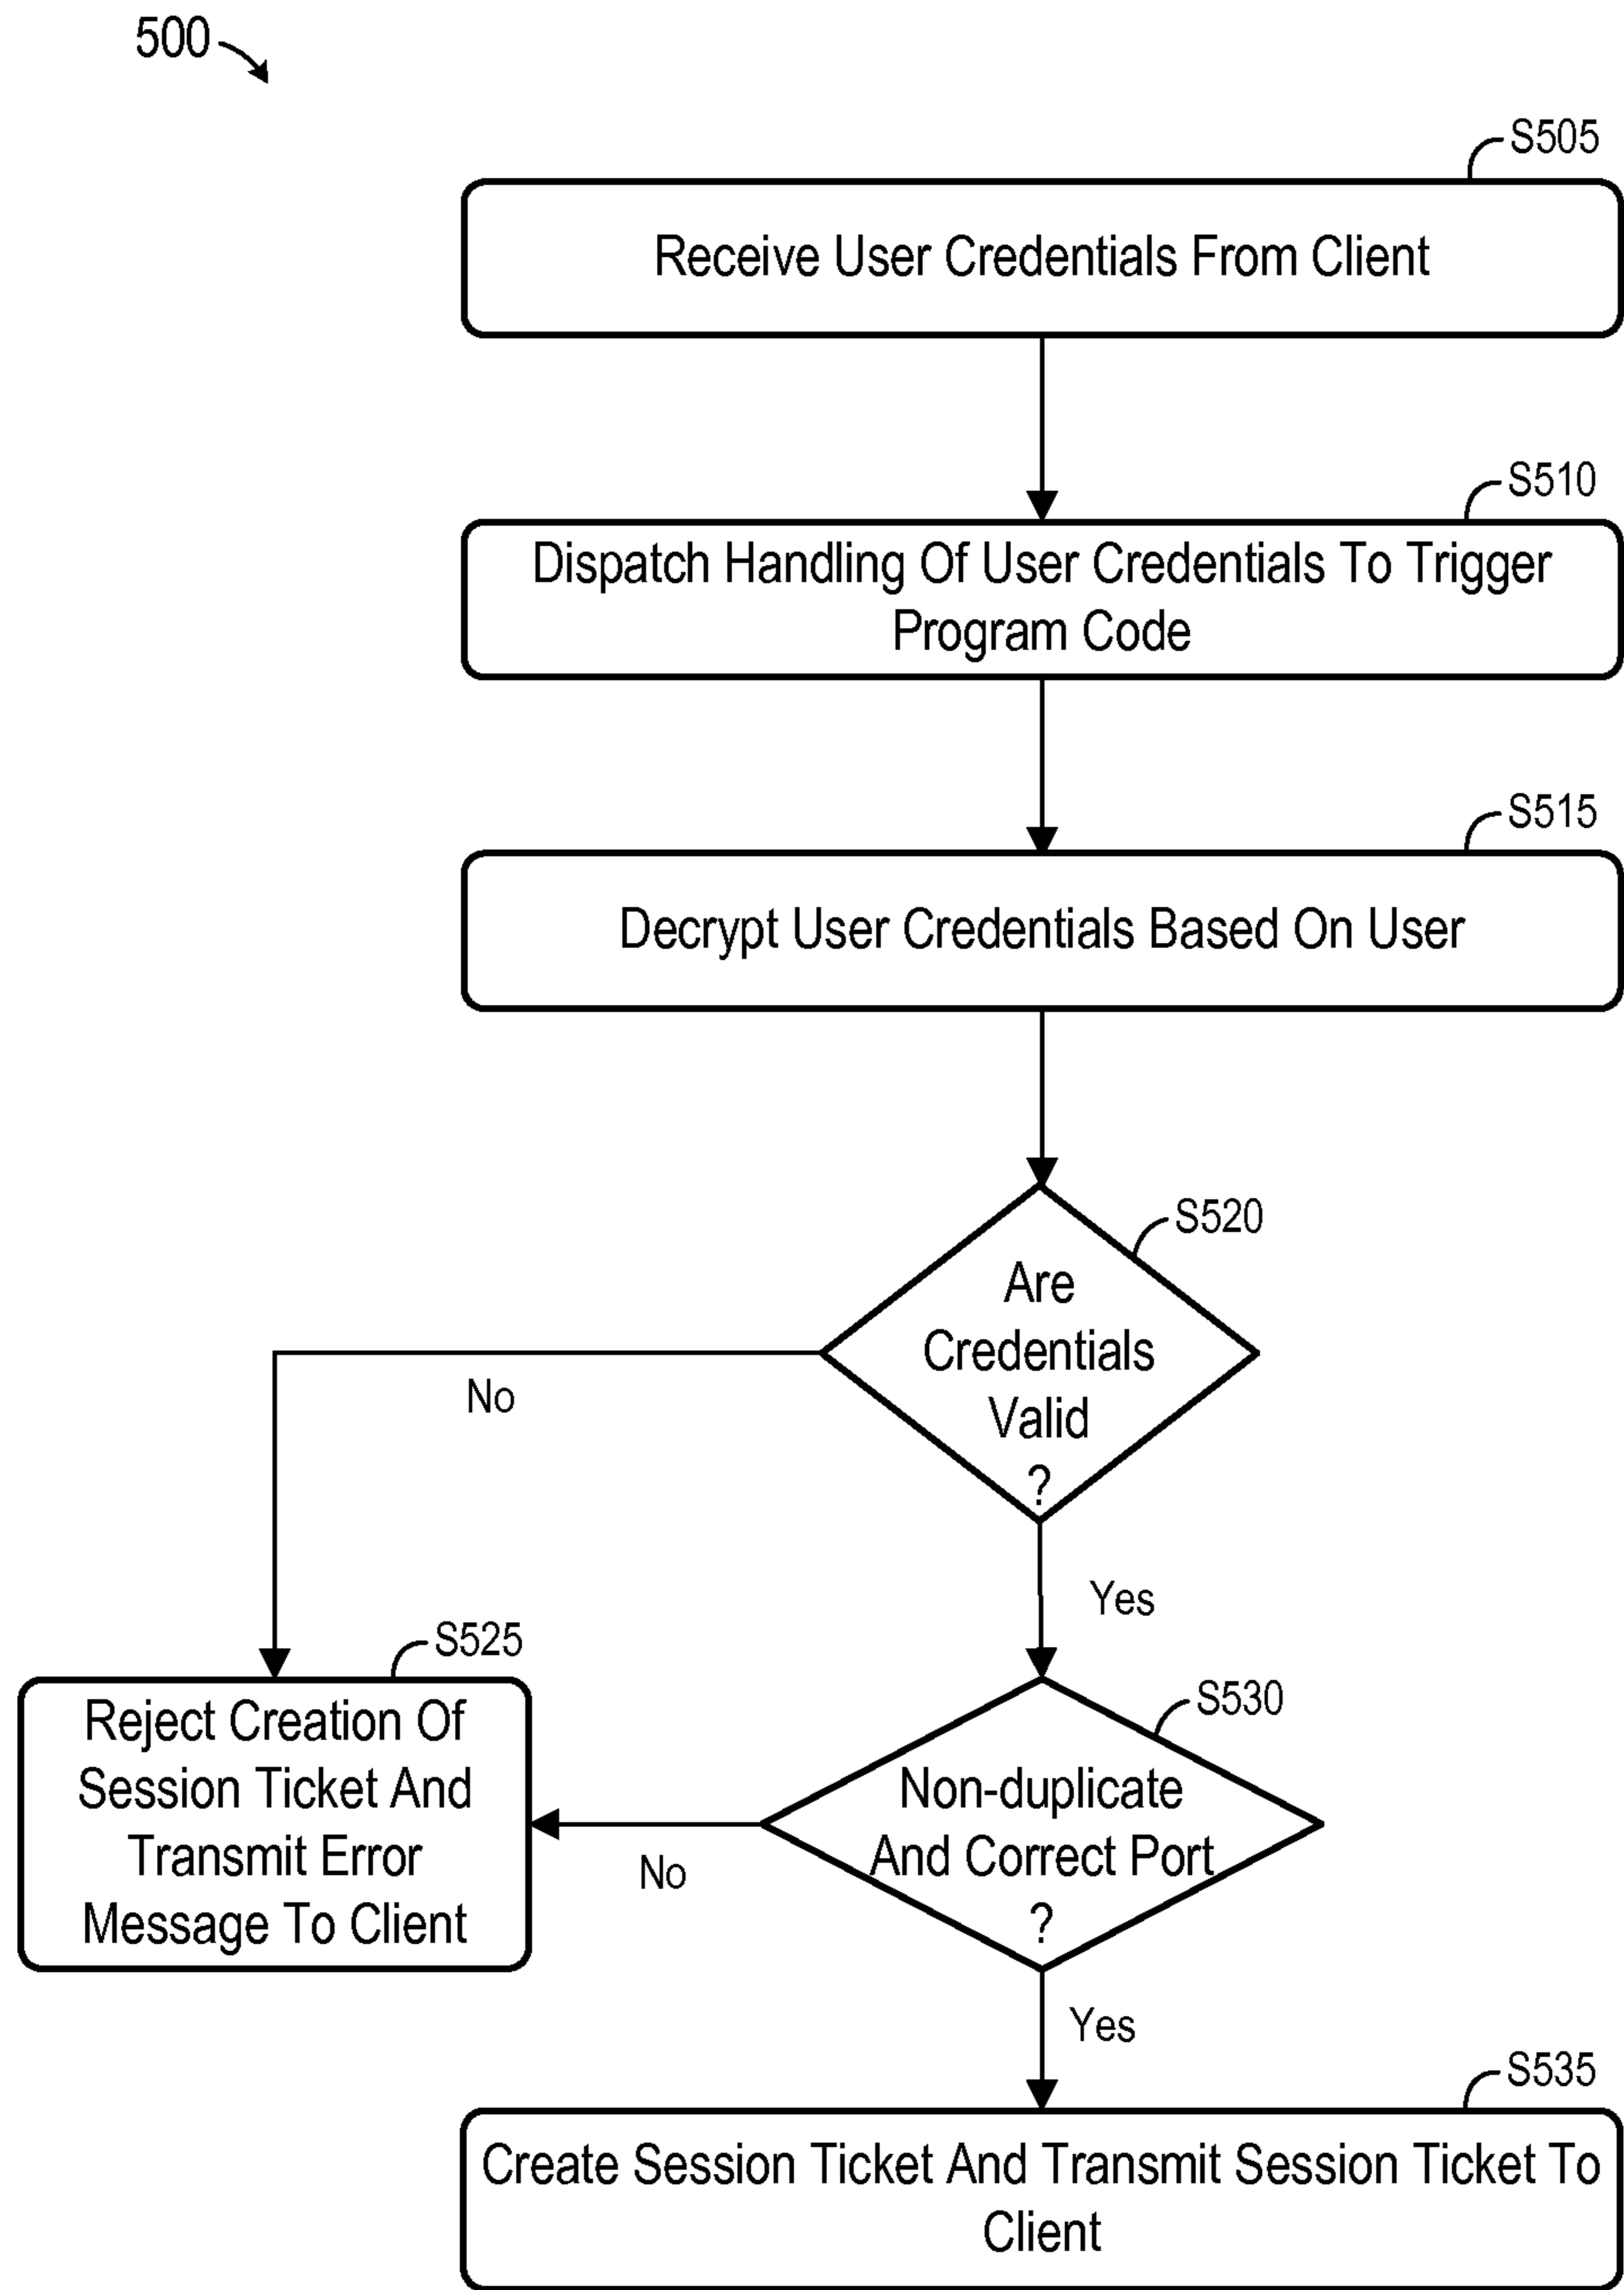 500
S505
Receive User Credentials From Client
S510
Dispatch Handling Of User Credentials To Trigger
Program Code
S515
Decrypt User Credentials Based On User
S520
Are
Credentials
Valid
?
No
Yes
S525
Reject Creation Of
Session Ticket And
Transmit Error
Message To Client
S530
Non-duplicate
And Correct Port
?
No
Yes
S535
Create Session Ticket And Transmit Session Ticket To
Client